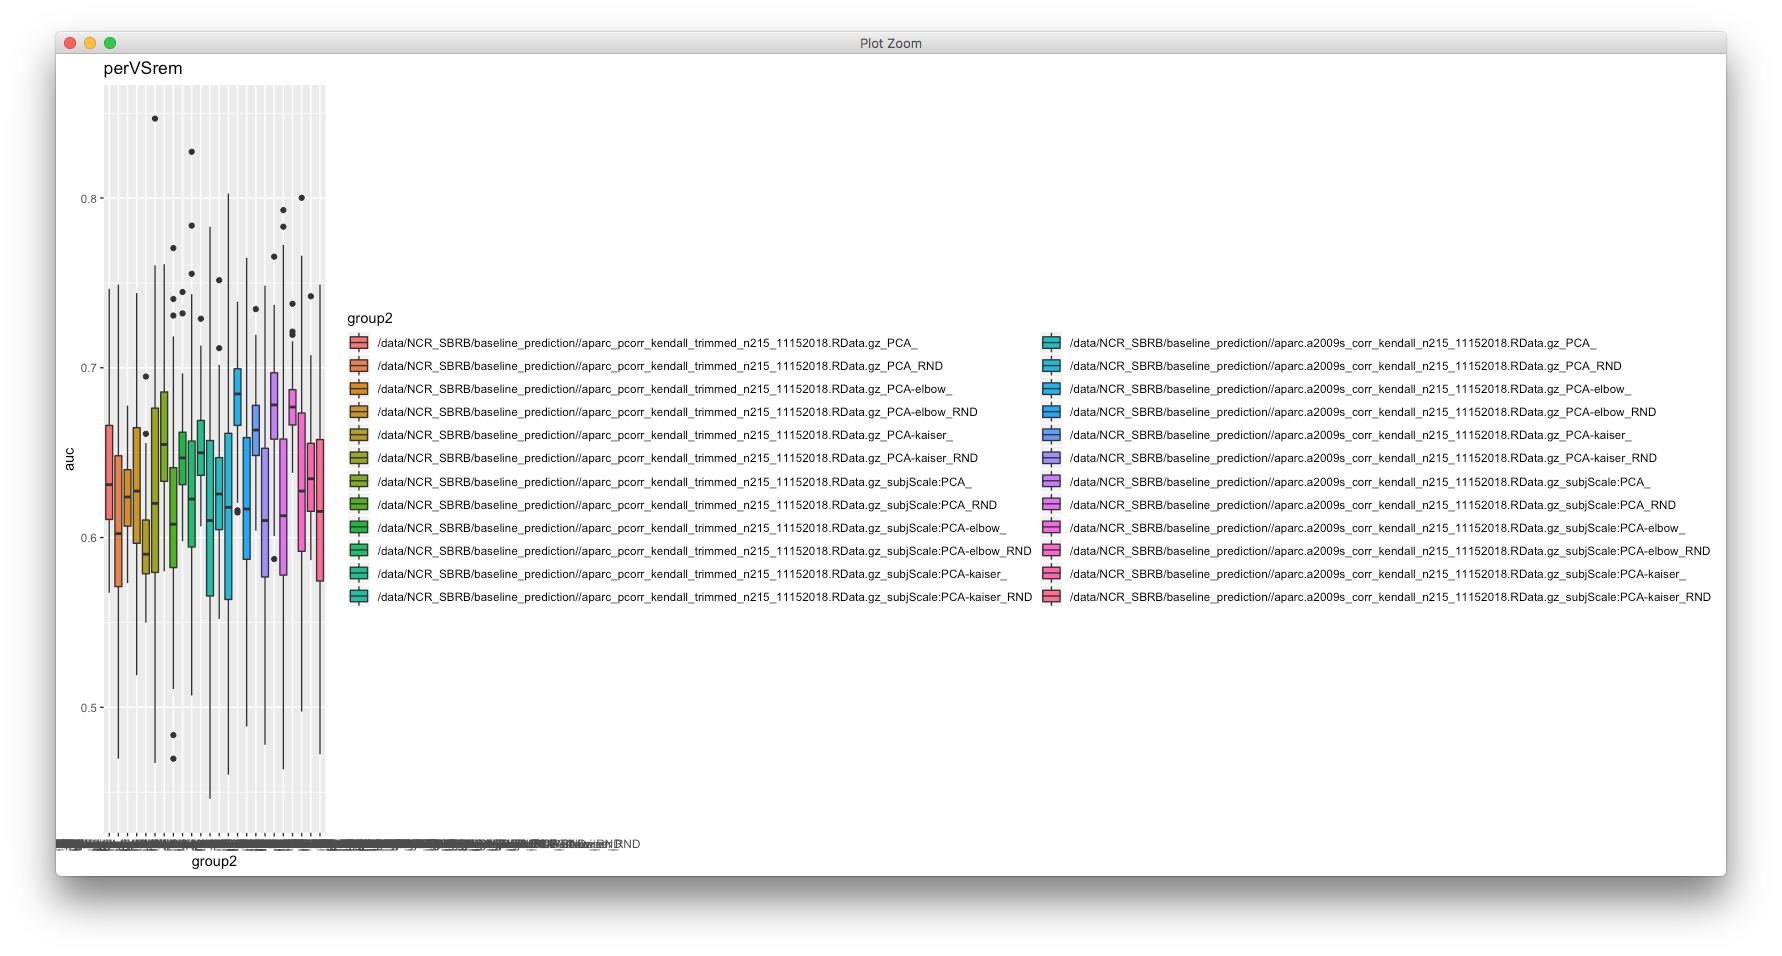 Plot Zoom
perVSrem
0.8
0.7
0.6
0.5
auc
group2
group2
/data/NCR_SBRB/baseline_prediction//aparc_pcorr_kendall_trimmed_n215_11152018.RData.gz_PCA_
/data/NCR_SBRB/baseline_prediction//aparc_pcorr_kendall_trimmed_n215_11152018.RData.gz_PCA_RND
/data/NCR_SBRB/baseline_prediction//aparc_pcorr_kendall_trimmed_n215_11152018.RData.gz_PCA-elbow_
/data/NCR_SBRB/baseline_prediction//aparc_pcorr_kendall_trimmed_n215_11152018.RData.gz_PCA-elbow_RND
/data/NCR_SBRB/baseline_prediction//aparc_pcorr_kendall_trimmed_n215_11152018.RData.gz_PCA-kaiser_
/data/NCR_SBRB/baseline_prediction//aparc_pcorr_kendall_trimmed_n215_11152018.RData.gz_PCA-kaiser_RND
/data/NCR_SBRB/baseline_prediction//aparc_pcorr_kendall_trimmed_n215_11152018.RData.gz_subjScale:PCA_
/data/NCR_SBRB/baseline_prediction//aparc_pcorr_kendall_trimmed_n215_11152018.RData.gz_subjScale:PCA_RND
/data/NCR_SBRB/baseline_prediction//aparc_pcorr_kendall_trimmed_n215_11152018.RData.gz_subjScale:PCA-elbow_
/data/NCR_SBRB/baseline_prediction//aparc_pcorr_kendall_trimmed_n215_11152018.RData.gz_subjScale:PCA-elbow_RND
/data/NCR_SBRB/baseline_prediction//aparc_pcorr_kendall_trimmed_n215_11152018.RData.gz_subjScale:PCA-kaiser_
/data/NCR_SBRB/baseline_prediction//aparc_pcorr_kendall_trimmed_n215_11152018.RData.gz_subjScale:PCA-kaiser_RND
/data/NCR_SBRB/baseline_prediction//aparc.a2009s_corr_kendall_n215_11152018.RData.gz_PCA_
/data/NCR_SBRB/baseline_prediction//aparc.a2009s_corr_kendall_n215_11152018.RData.gz_PCA_RND
/data/NCR_SBRB/baseline_prediction//aparc.a2009s_corr_kendall_n215_11152018.RData.gz_PCA-elbow_
/data/NCR_SBRB/baseline_prediction//aparc.a2009s_corr_kendall_n215_11152018.RData.gz_PCA-elbow_RND
/data/NCR_SBRB/baseline_prediction//aparc.a2009s_corr_kendall_n215_11152018.RData.gz_PCA-kaiser_
/data/NCR_SBRB/baseline_prediction//aparc.a2009s_corr_kendall_n215_11152018.RData.gz_PCA-kaiser_RND
/data/NCR_SBRB/baseline_prediction//aparc.a2009s_corr_kendall_n215_11152018.RData.gz_subjScale:PCA_
/data/NCR_SBRB/baseline_prediction//aparc.a2009s_corr_kendall_n215_11152018.RData.gz_subjScale:PCA_RND
/data/NCR_SBRB/baseline_prediction//aparc.a2009s_corr_kendall_n215_11152018.RData.gz_subjScale:PCA-elbow_
/data/NCR_SBRB/baseline_prediction//aparc.a2009s_corr_kendall_n215_11152018.RData.gz_subjScale:PCA-elbow_RND
/data/NCR_SBRB/baseline_prediction//aparc.a2009s_corr_kendall_n215_11152018.RData.gz_subjScale:PCA-kaiser_
/data/NCR_SBRB/baseline_prediction//aparc.a2009s_corr_kendall_n215_11152018.RData.gz_subjScale:PCA-kaiser_RND